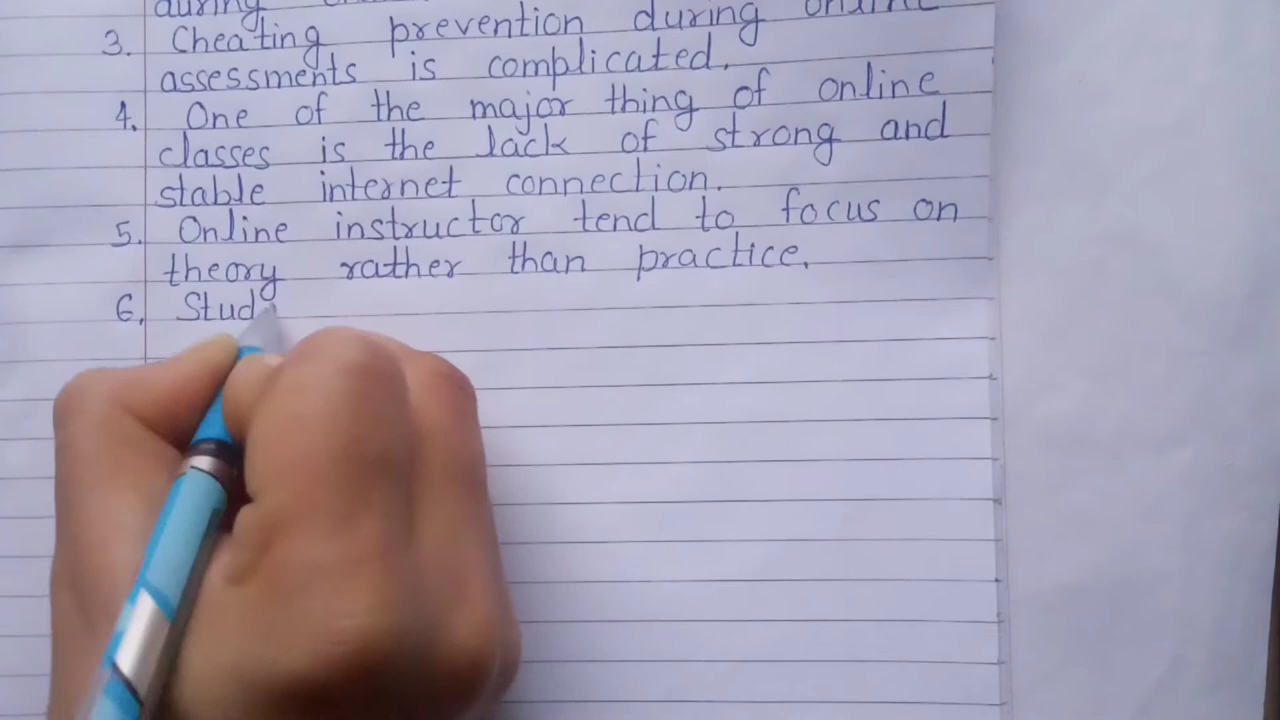 during
3. Cheating prevention during online
assessments is complicated.
4. One of the major thing of online
classes is the lack of strong and
stable internet connection.
5. Online instructor tend to focus on
theory rather than practice.
6. Stud